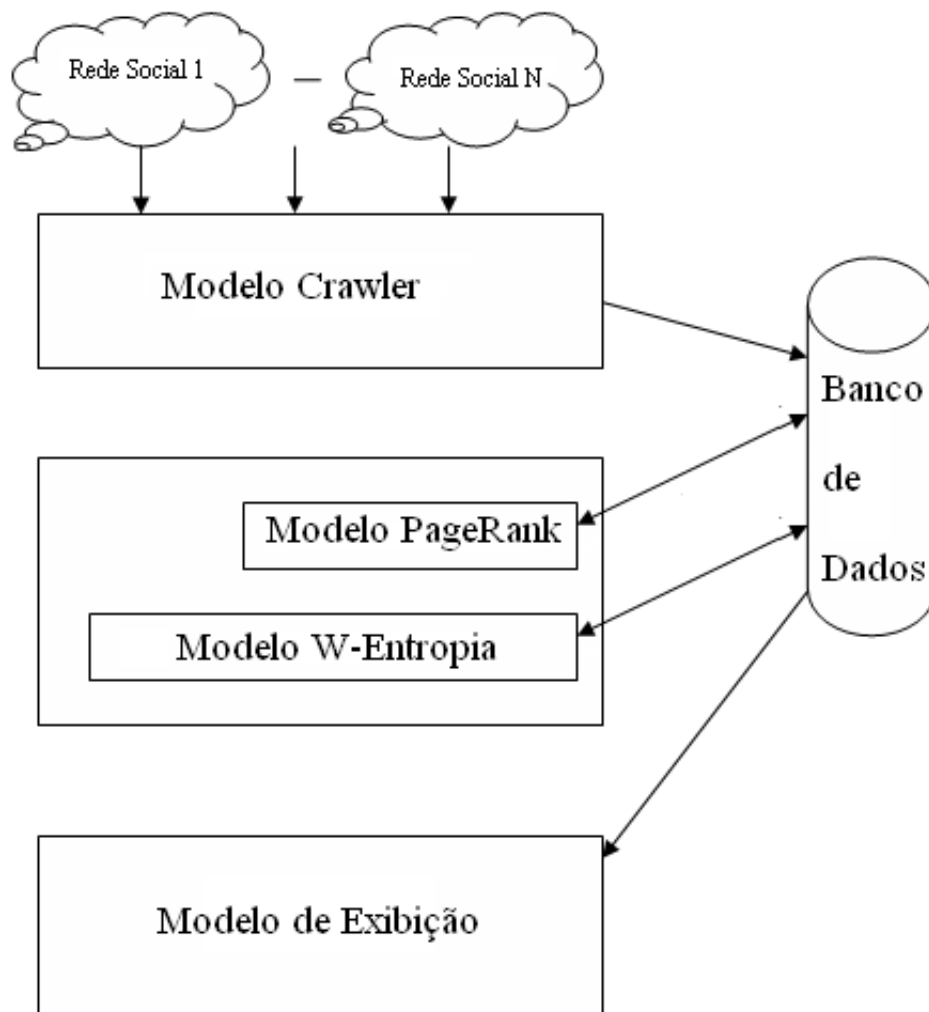 Rede Social 1
Rede Social N
Modelo Crawler
Banco
de
Dados
Modelo PageRank
Modelo W-Entropia
Modelo de Exibição